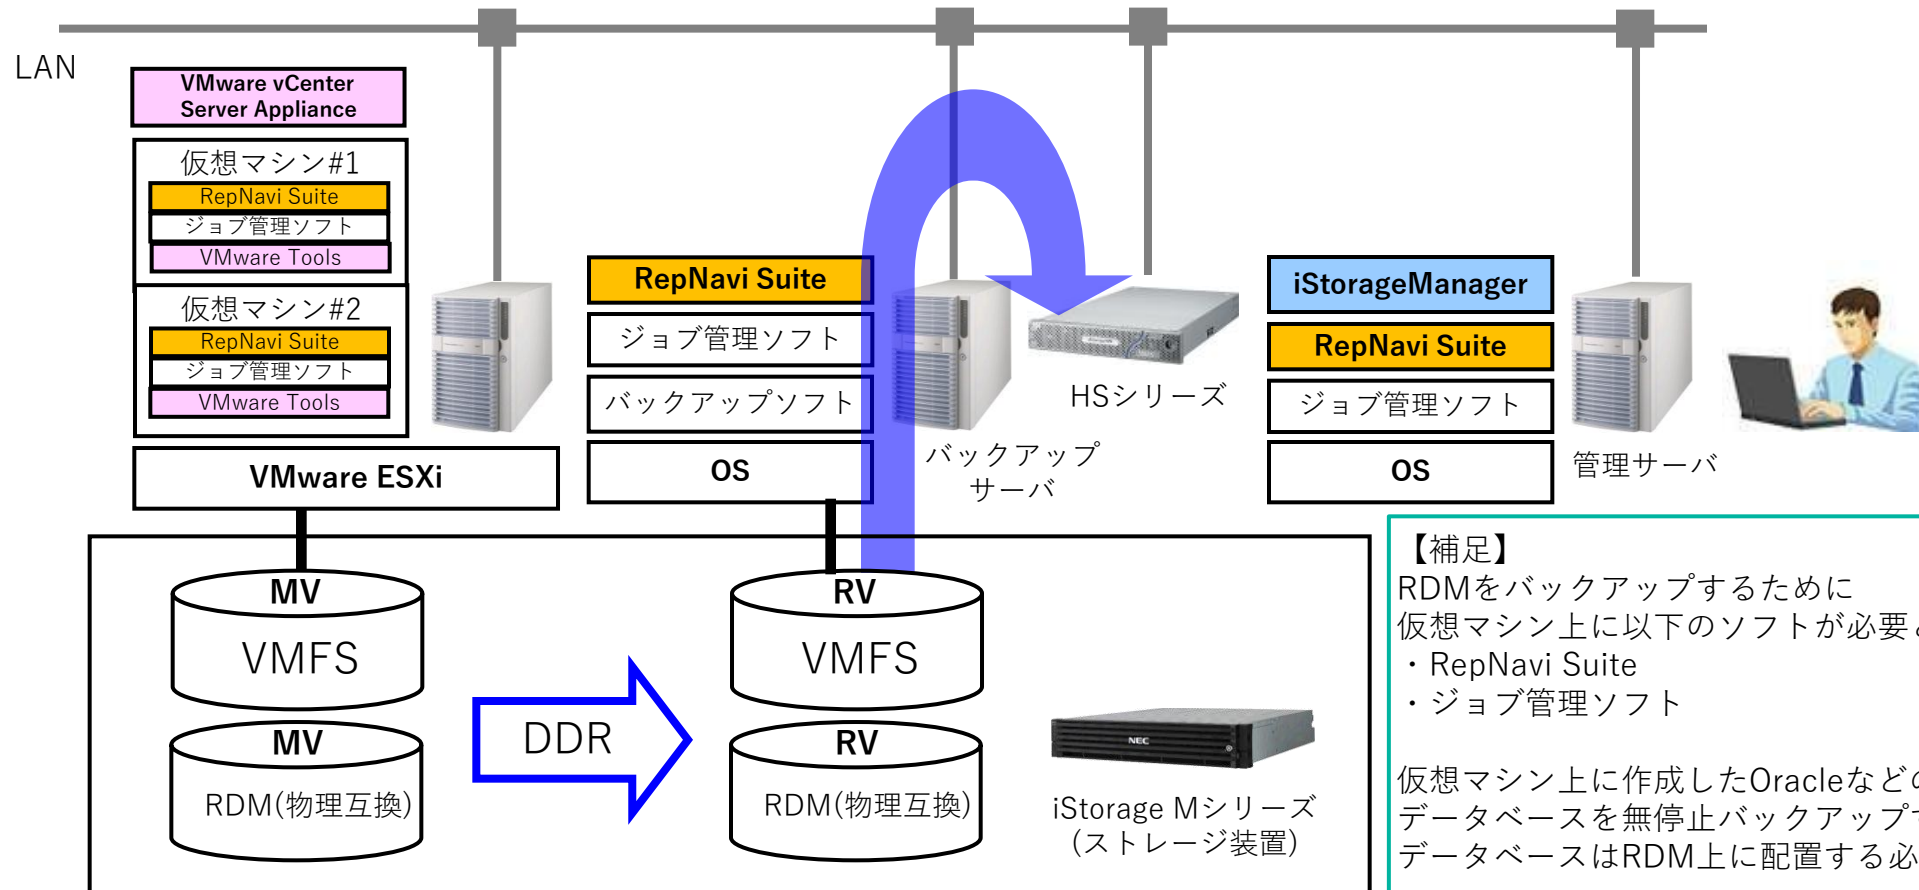 LAN
VMware vCenter
Server Appliance
仮想マシン#1
RepNavi Suite
ジョブ管理ソフト
VMware Tools
仮想マシン#2
RepNavi Suite
ジョブ管理ソフト
VMware Tools
VMware ESXi
RepNavi Suite
ジョブ管理ソフト
バックアップソフト
OS
バックアップ
サーバ
HSシリーズ
iStorageManager
RepNavi Suite
ジョブ管理ソフト
OS
管理サーバ
MV
VMFS
MV
RDM(物理互換)
DDR
RV
VMFS
RV
RDM(物理互換)
NEC
iStorage Mシリーズ
(ストレージ装置)
【補足】
RDMをバックアップするために
仮想マシン上に以下のソフトが必要
・RepNavi Suite
・ジョブ管理ソフト
仮想マシン上に作成したOracleなどの
データベースを無停止バックアップ
データベースはRDM上に配置する必